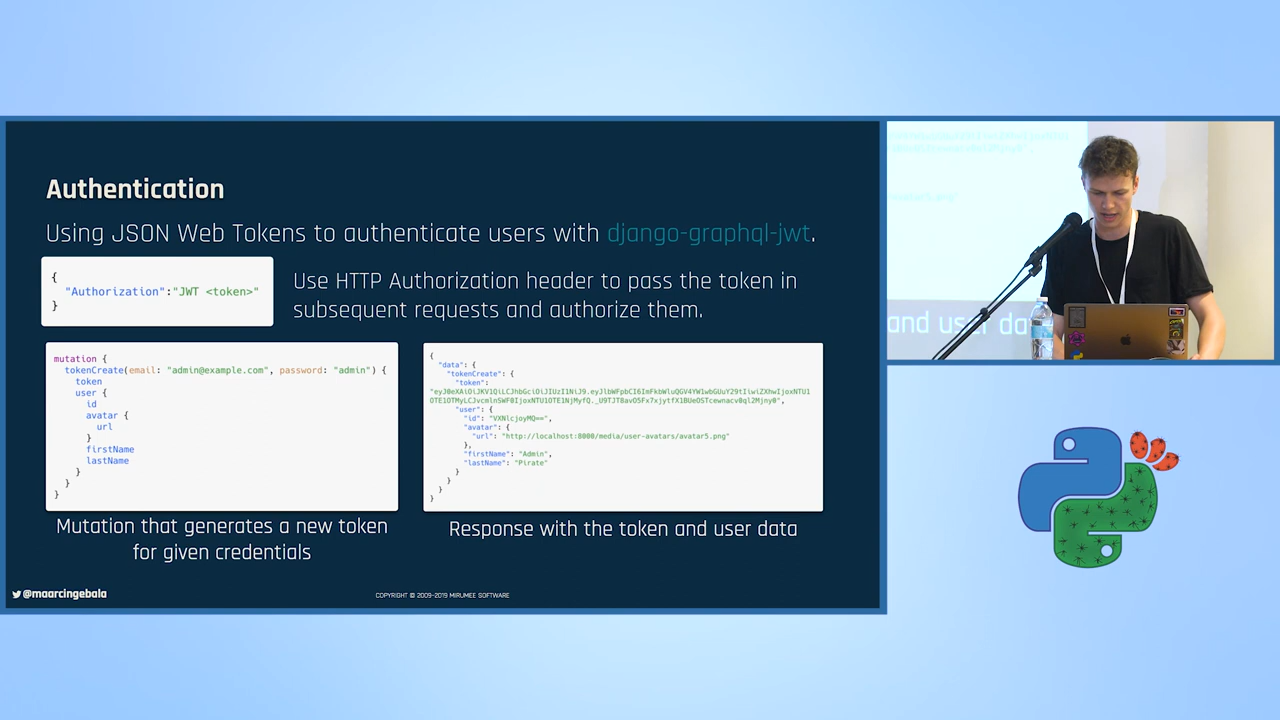 Authentication
Using JSON Web Tokens to authenticate users with django-graphql-jwt.
{
"Authorization":"JWT <token>"
}
Use HTTP Authorization header to pass the token in
subsequent requests and authorize them.
mutation {
tokenCreate(email: "admin@example.com", password: "admin") {
token
user {
id
avatar {
url
}
firstName
lastName
}
}
}
Mutation that generates a new token
for given credentials
{
"data": {
"tokenCreate": {
"token":
"user": {
"id": "VXNlcjoyMQ==",
"avatar": {
"url": "http://localhost:8000/media/user-avatars/avatar5.png"
},
"firstName": "Admin",
"lastName": "Pirate"
}
}
}
}
Response with the token and user data
@maarcingebala
COPYRIGHT © 2009-2019 MIRUMEE SOFTWARE
and user da